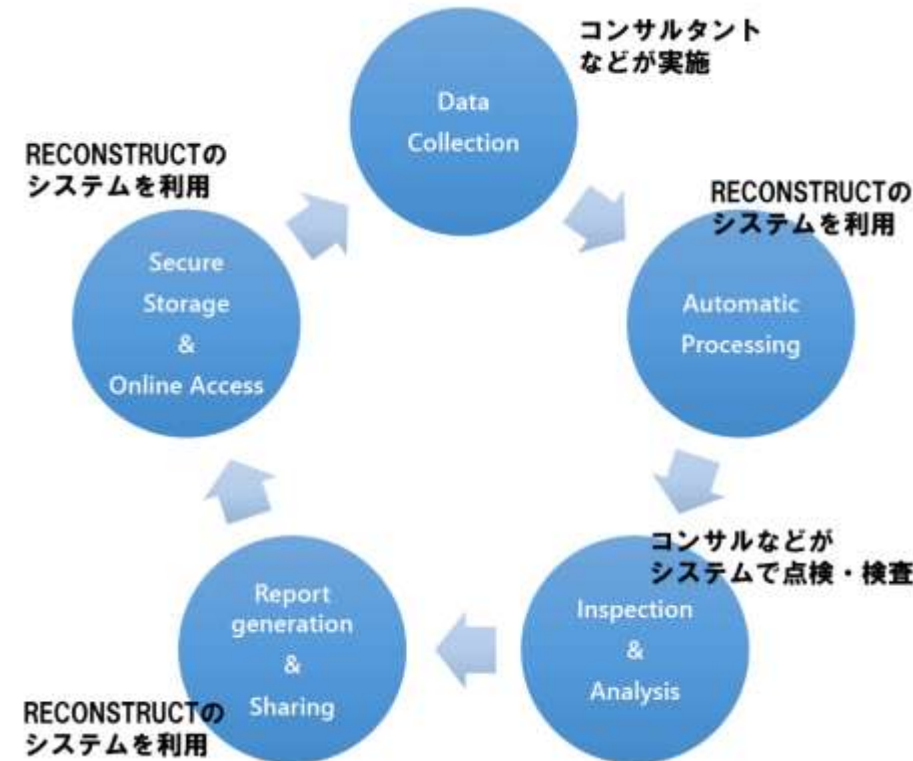 コンサルタント
などが実施
Data
Collection
RECONSTRUCTの
システムを利用
Automatic
Processing
コンサルなどが
システムで点検・検査
Inspection
&
Analysis
Report
generation
&
Sharing
RECONSTRUCTの
システムを利用
RECONSTRUCTの
システムを利用
Secure
Storage
&
Online Access